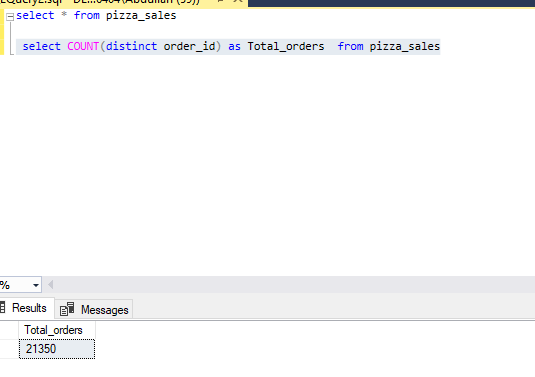 select * from pizza_sales
select COUNT(distinct order_id) as Total_orders  from pizza_sales
%
Results
Messages
Total_orders
21350